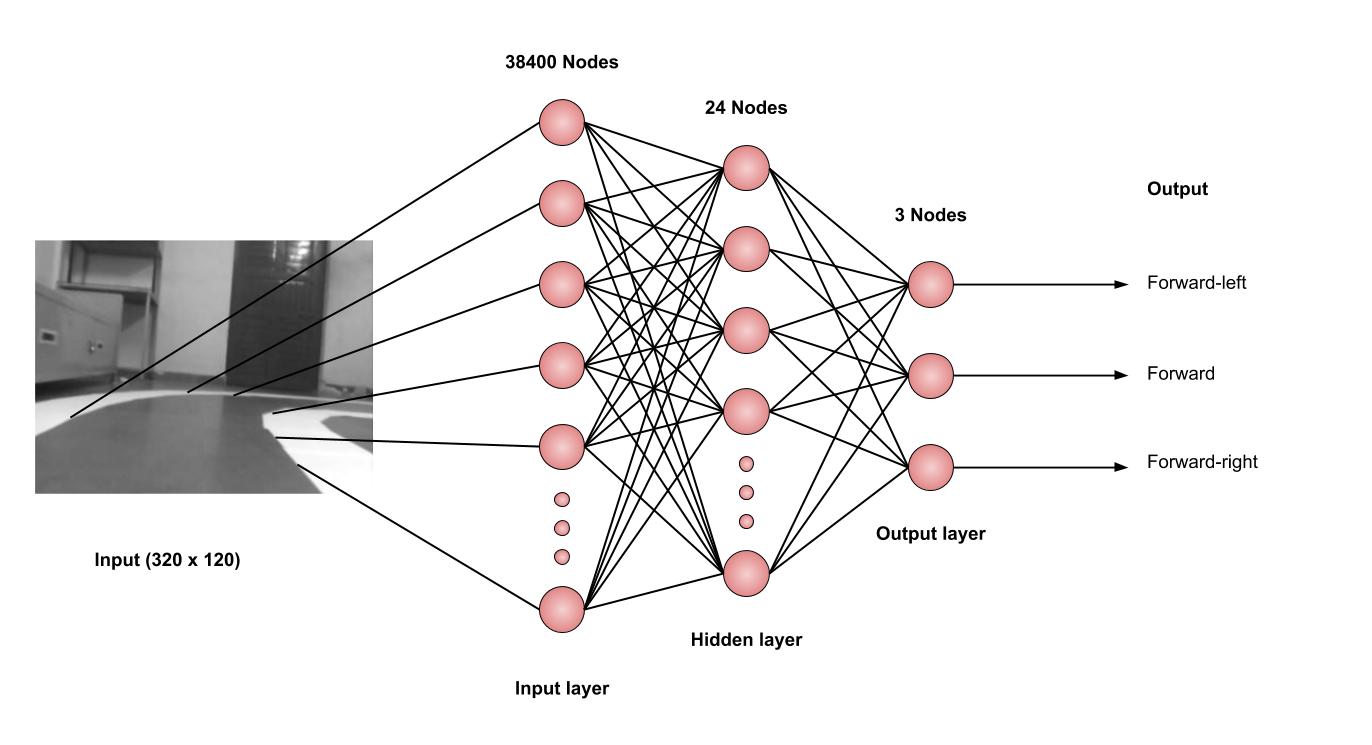 38400 Nodes
24 Nodes
3 Nodes
Output
Forward-left
Forward
Forward-right
Output layer
Input (320 x 120)
Hidden layer
Input layer